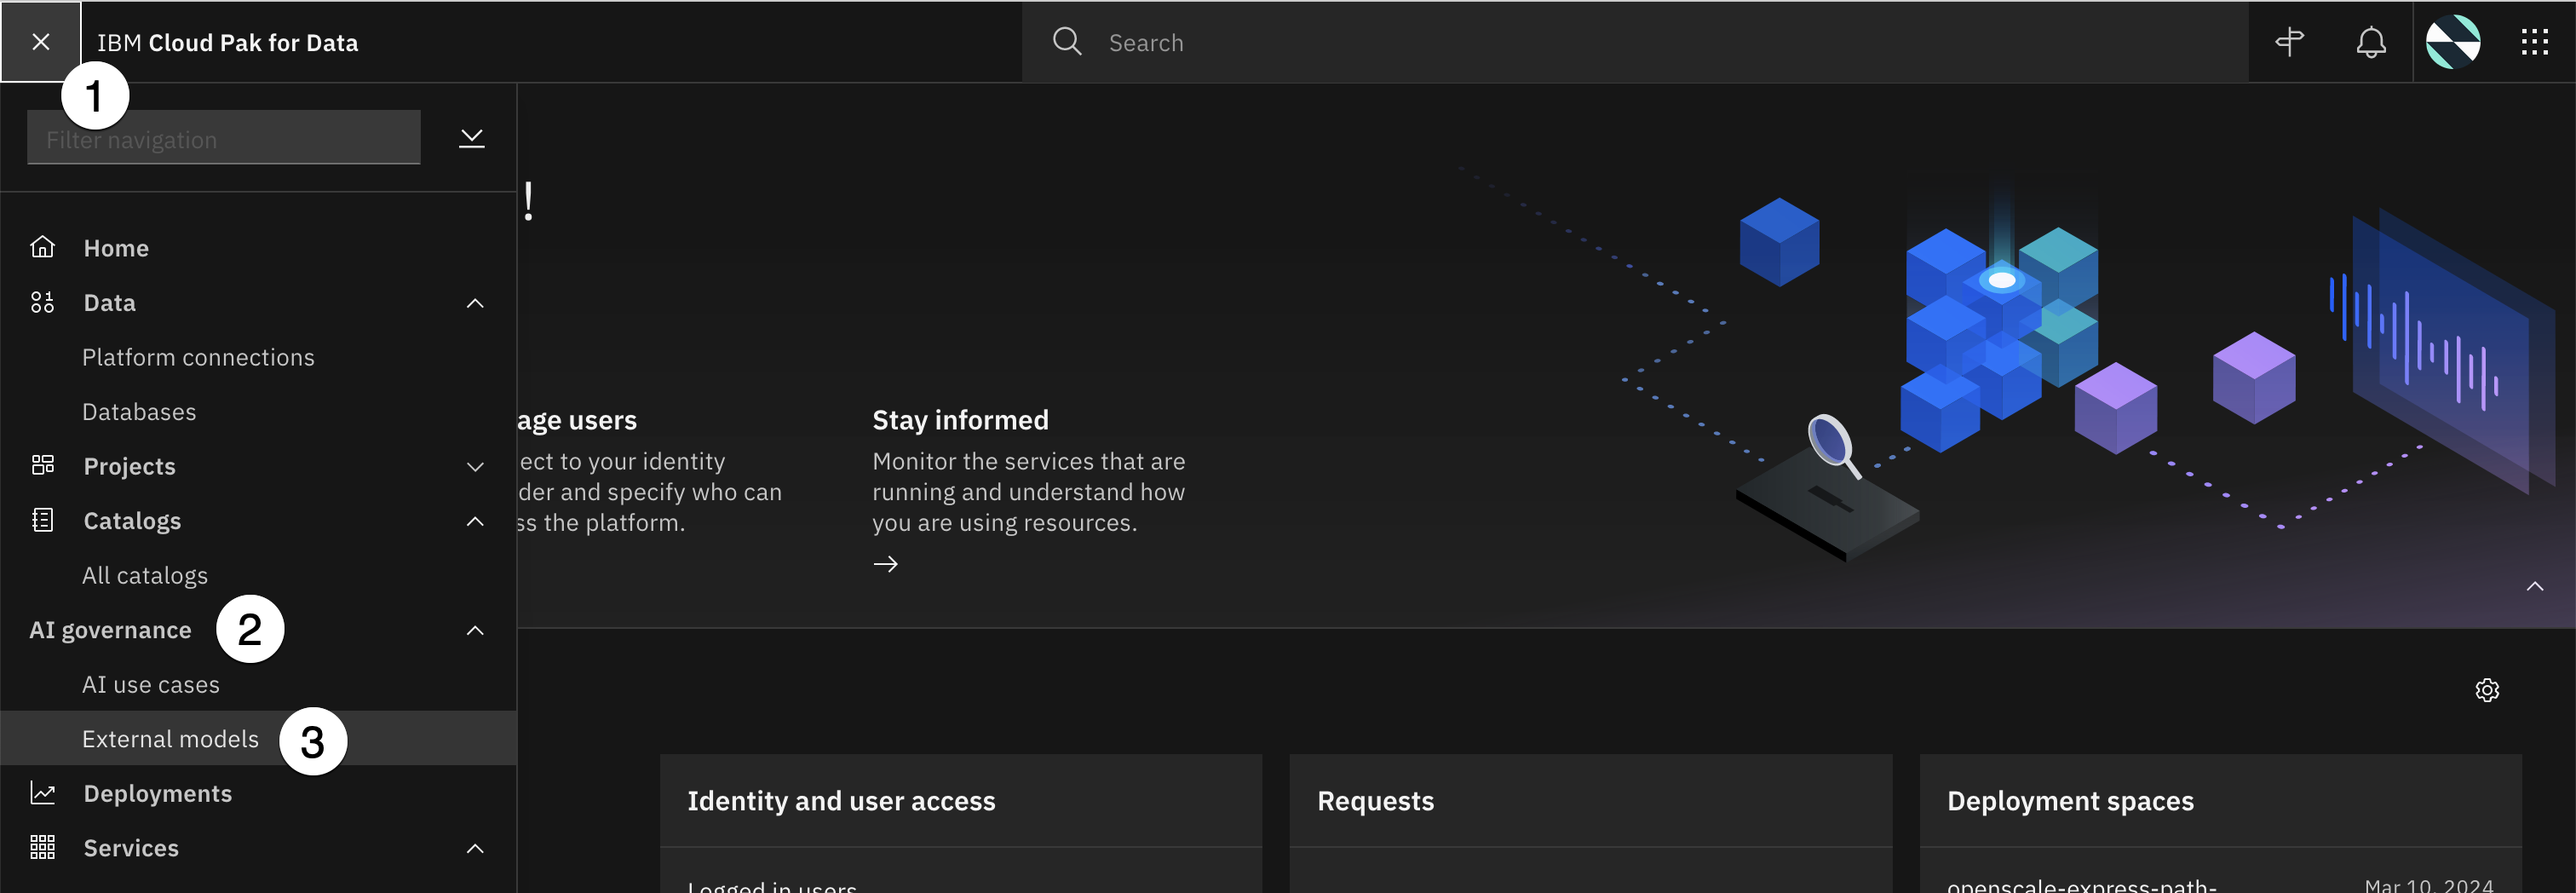 IBM Cloud Pak for Data
Search
1
Filter navigation
!
Home
Data
Platform connections
Databases
Projects
Catalogs
All catalogs
AI governance
2
AI use cases
External models
3
Deployments
Services
age users
ect to your identity
der and specify who can
ss the platform.
Stay informed
Monitor the services that are
running and understand how
you are using resources.
Identity and user access
Logged in users
Requests
Deployment spaces
openscale-express-path-
Mar 10, 2024